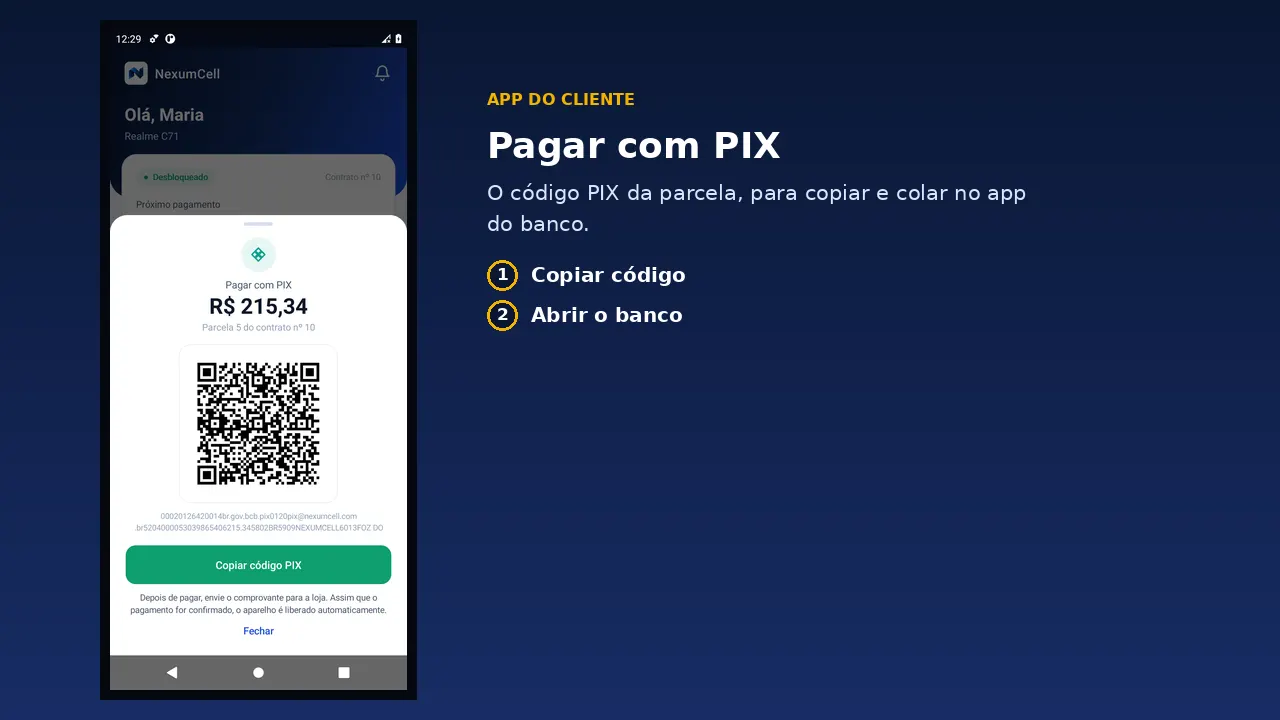 12:29
NexumCell
Olá, Maria
Realme C71
Desbloqueado
Contrato nº 10
Próximo pagamento
Pagar com PIX
R$ 215,34
Parcela 5 do contrato nº 10
00020126420014br.gov.bcb.pix0120pix@nexumcell.com
.br5204000053039865406215.345802BR5909NEXUMCELL6013FOZ DO
Copiar código PIX
Depois de pagar, envie o comprovante para a loja. Assim que o
pagamento for confirmado, o aparelho é liberado automaticamente.
Fechar
APP DO CLIENTE
Pagar com PIX
O código PIX da parcela, para copiar e colar no app
do banco.
1 Copiar código
2 Abrir o banco